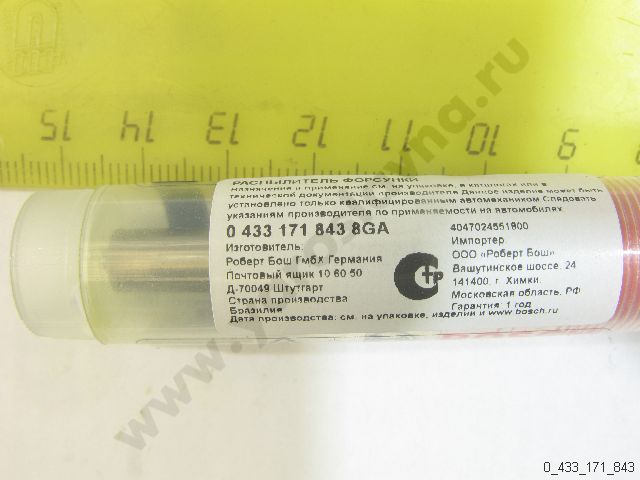 15 14 13 12 11 10 9 8
РАСПЫЛИТЕЛЬ ФОРСУНКИ
назначение и применение см. на упаковке, в каталогах или в
технической документации производителя Данное изделие может быть
установлено только квалифицированным автомехаником.Следовать
указаниям производителя по применяемости на автомобилях.
0 433 171 843 8GA
Изготовитель:
Роберт Бош ГмбХ Германия
Почтовый ящик 10 60 50
Д-70049 Штутгарт
Страна производства
Бразилия
Дата производства: см. на упаковке, изделии и www.bosch.ru
4047024551800
Импортер:
ООО «Роберт Бош»
Вашутинское шоссе, 24
141400, г. Химки,
Московская область, РФ
Гарантия: 1 год
СТР
0_433_171_843